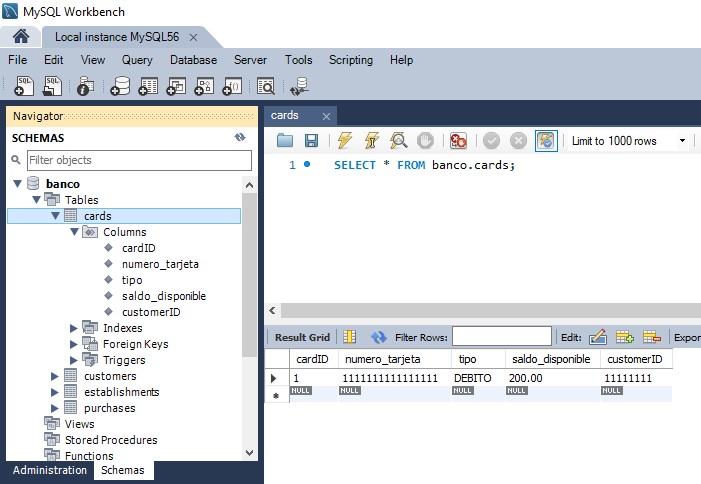 MySQL Workbench
Local instance MySQL56 ×
File Edit View Query Database Server Tools Scripting Help
Navigator
SCHEMAS
Filter objects
banco
Tables
cards
Columns
cardID
numero_tarjeta
tipo
saldo_disponible
customerID
Indexes
Foreign Keys
Triggers
customers
establishments
purchases
Views
Stored Procedures
Functions
Administration Schemas
cards ×
Limit to 1000 rows
1 SELECT * FROM banco.cards;
Result Grid Filter Rows: Edit: Expor
cardID numero_tarjeta tipo saldo_disponible customerID
1 1111111111111111 DEBITO 200.00 11111111
NULL NULL NULL NULL NULL